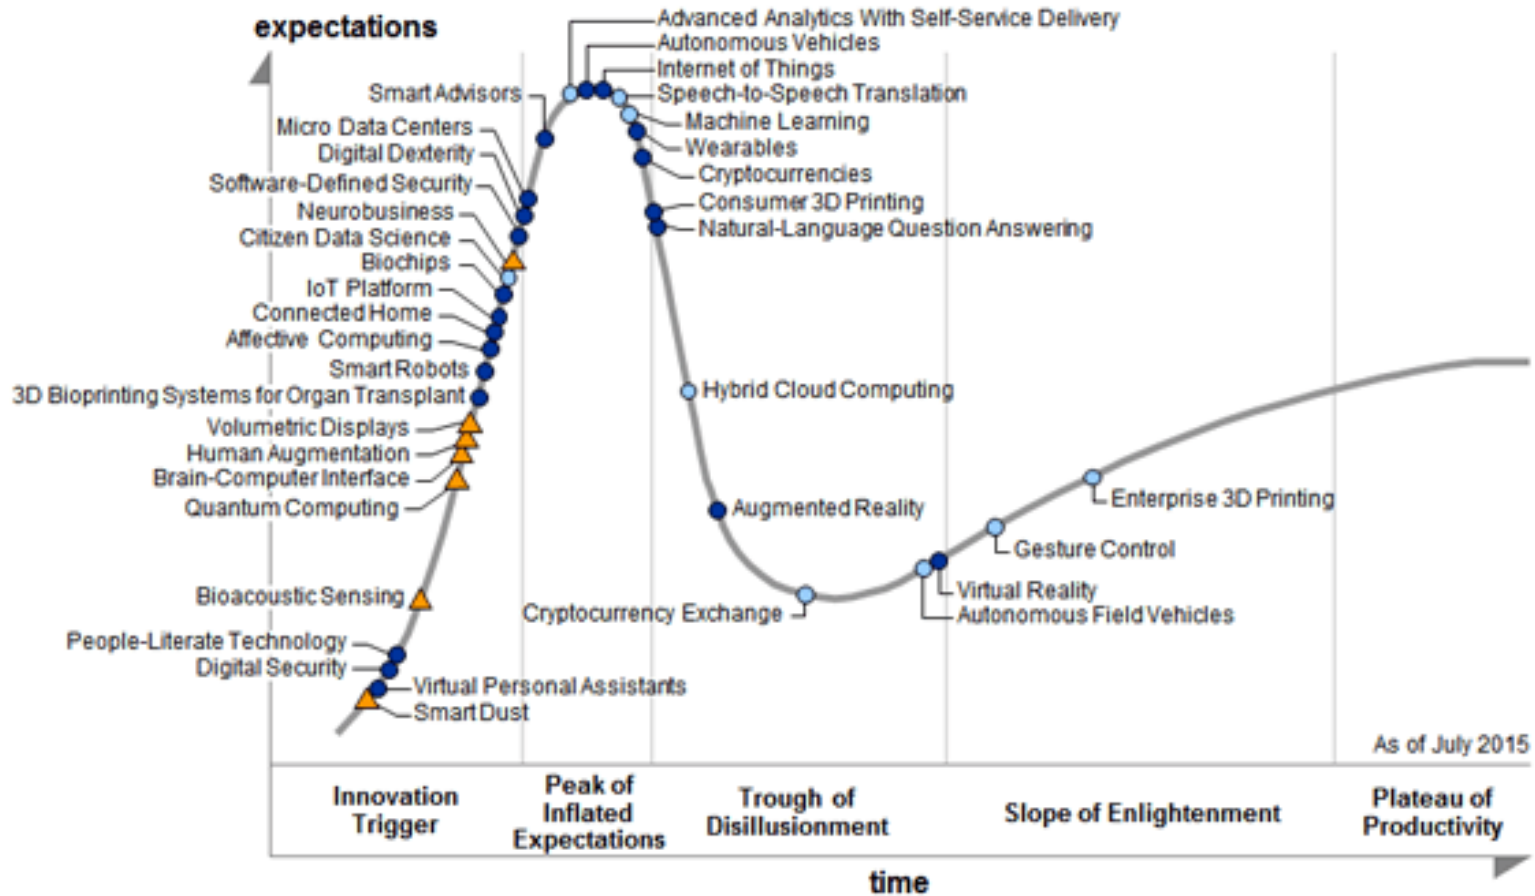 expectations
Advanced Analytics With Self-Service Delivery
Autonomous Vehicles
Internet of Things
Smart Advisors
Speech-to-Speech Translation
Micro Data Centers
Machine Learning
Digital Dexterity
Wearables
Software-Defined Security
Cryptocurrencies
Neurobusiness
Consumer 3D Printing
Citizen Data Science
Natural-Language Question Answering
Biochips
IoT Platform
Connected Home
Affective Computing
Smart Robots
3D Bioprinting Systems for Organ Transplant
Hybrid Cloud Computing
Volumetric Displays
Human Augmentation
Brain-Computer Interface
Quantum Computing
Augmented Reality
Enterprise 3D Printing
Gesture Control
Bioacoustic Sensing
Virtual Reality
Cryptocurrency Exchange
Autonomous Field Vehicles
People-Literate Technology
Digital Security
Virtual Personal Assistants
Smart Dust
As of July 2015
Innovation
Trigger
Peak of
Inflated
Expectations
Trough of
Disillusionment
Slope of Enlightenment
Plateau of
Productivity
time